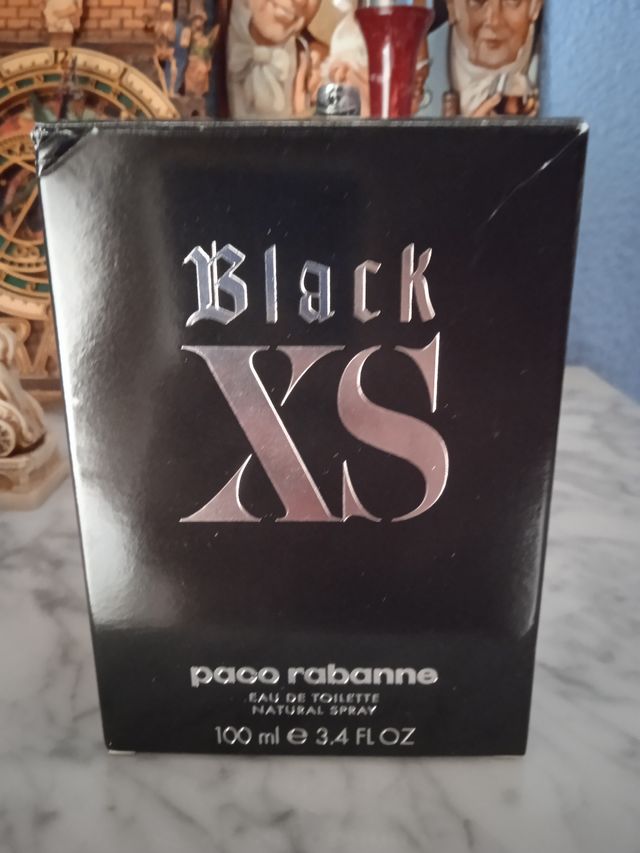 Black
XS
paco rabanne
EAU DE TOILETTE
NATURAL SPRAY
100 ml e 3.4 FL OZ